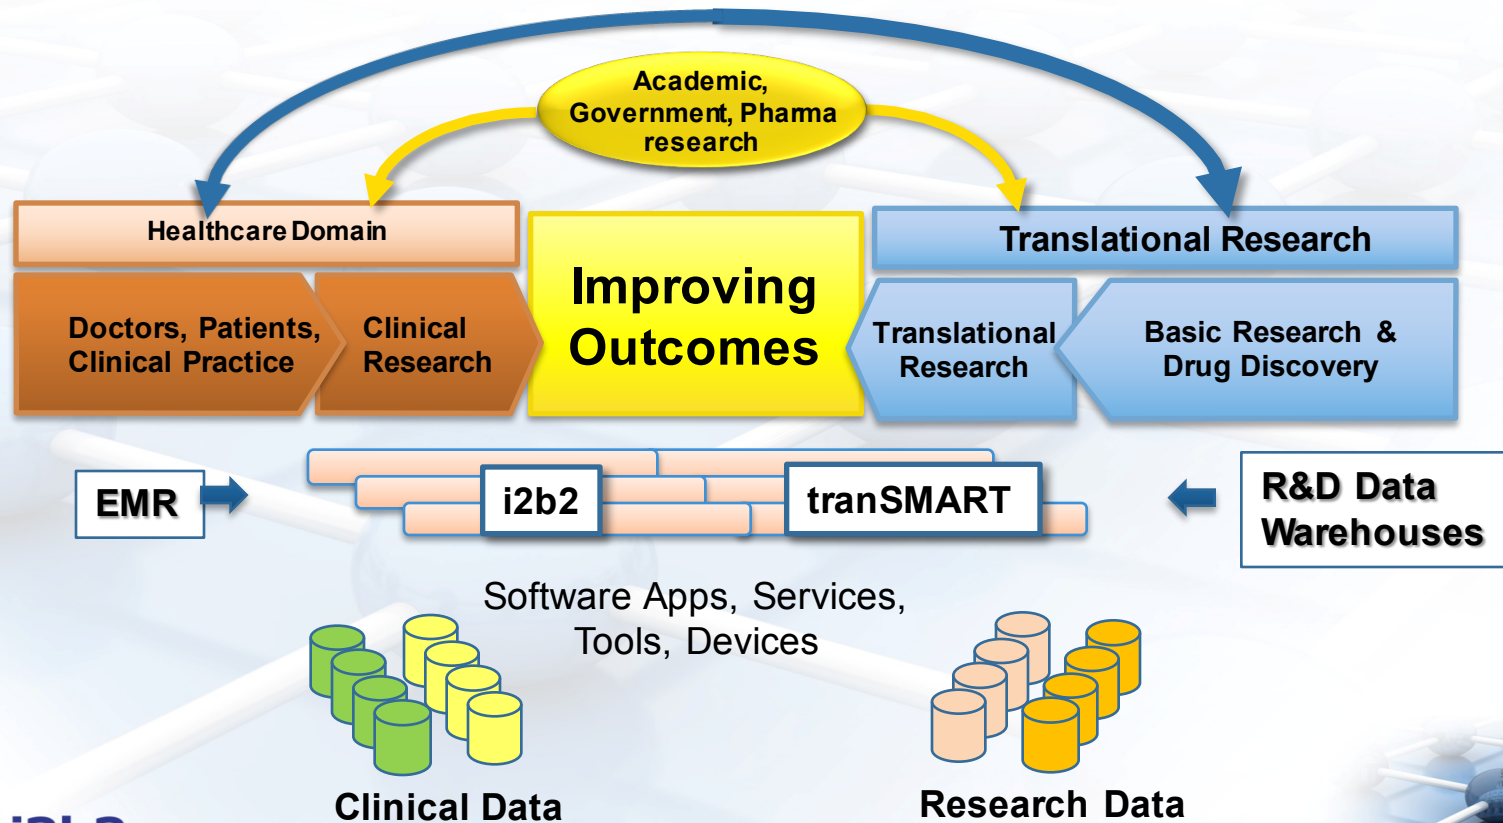 Academic,
Government, Pharma
research
Healthcare Domain
Translational Research
Doctors, Patients,
Clinical Practice
Clinical
Research
Improving
Outcomes
Translational
Research
Basic Research &
Drug Discovery
EMR
i2b2
tranSMART
R&D Data
Warehouses
Software Apps, Services,
Tools, Devices
Clinical Data
Research Data